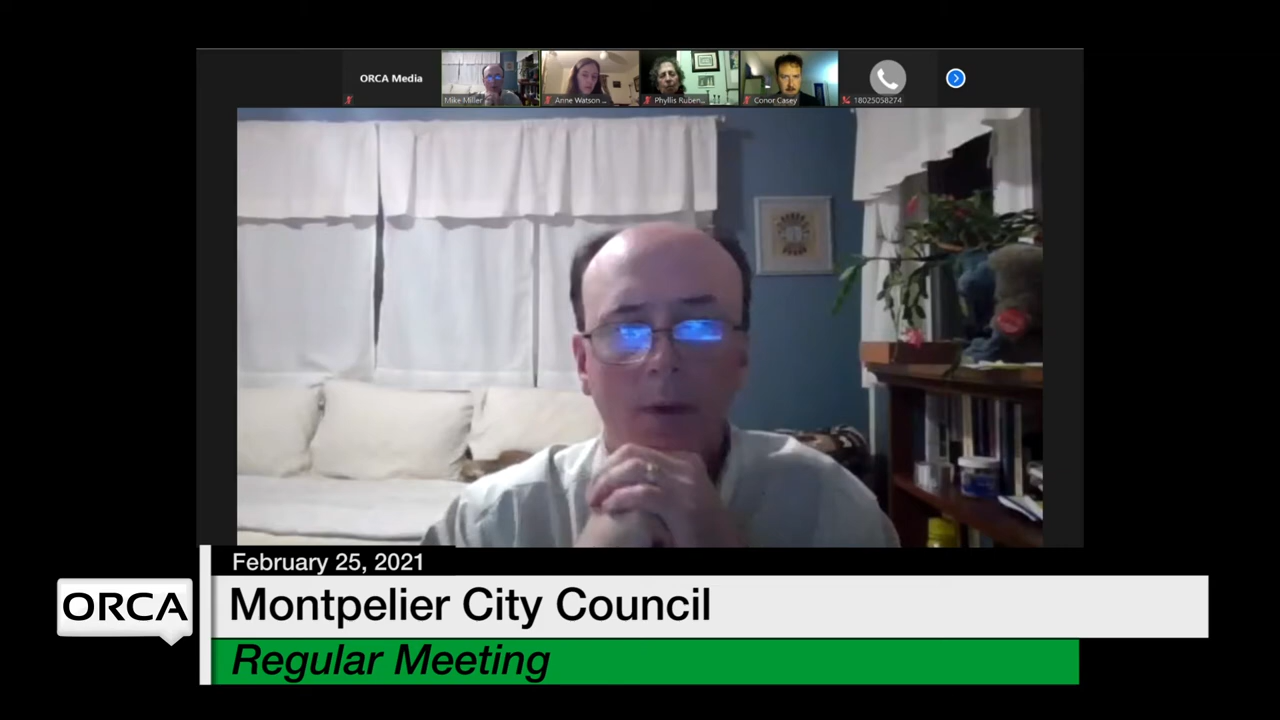 ORCA Media
Mike Miller
Anne Watson ..
Phyllis Ruben...
Conor Casey
18025058274
February 25, 2021
ORCA
Montpelier City Council
Regular Meeting